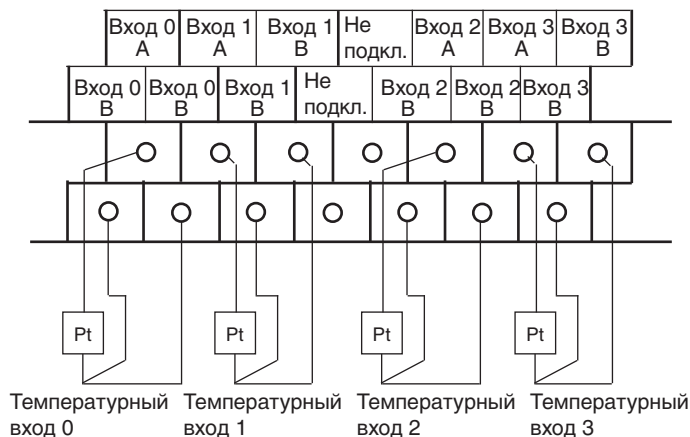 Вход 0 Вход 1 Вход 1 Не Вход 2 Вход 3 Вход 3
A A B подкл. A A B
Вход 0 Вход 0 Вход 1 Не Вход 2 Вход 2 Вход 3
B B B подкл. B B B
Pt Pt Pt Pt
Температурный Температурный Температурный Температурный
вход 0 вход 1 вход 2 вход 3